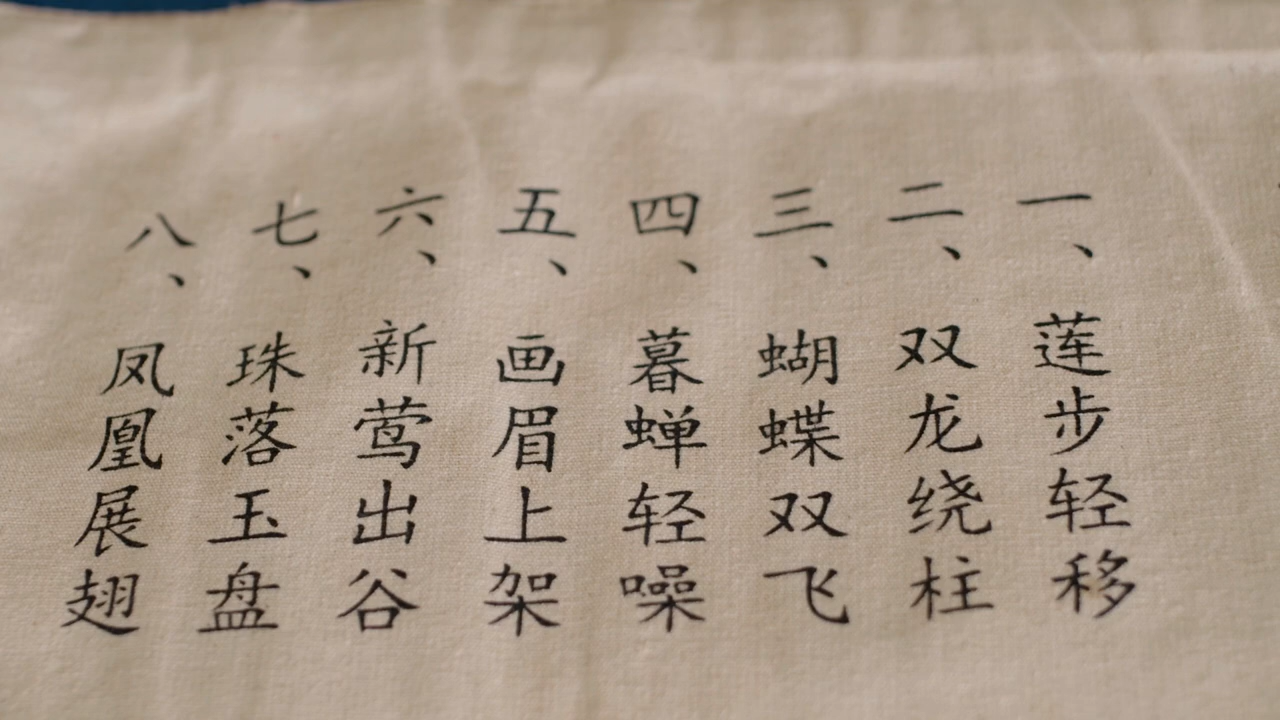 一、莲步轻移
二、双龙绕柱
三、蝴蝶双飞
四、暮蝉轻噪
五、画眉上架
六、新莺出谷
七、珠落玉盘
八、凤凰展翅